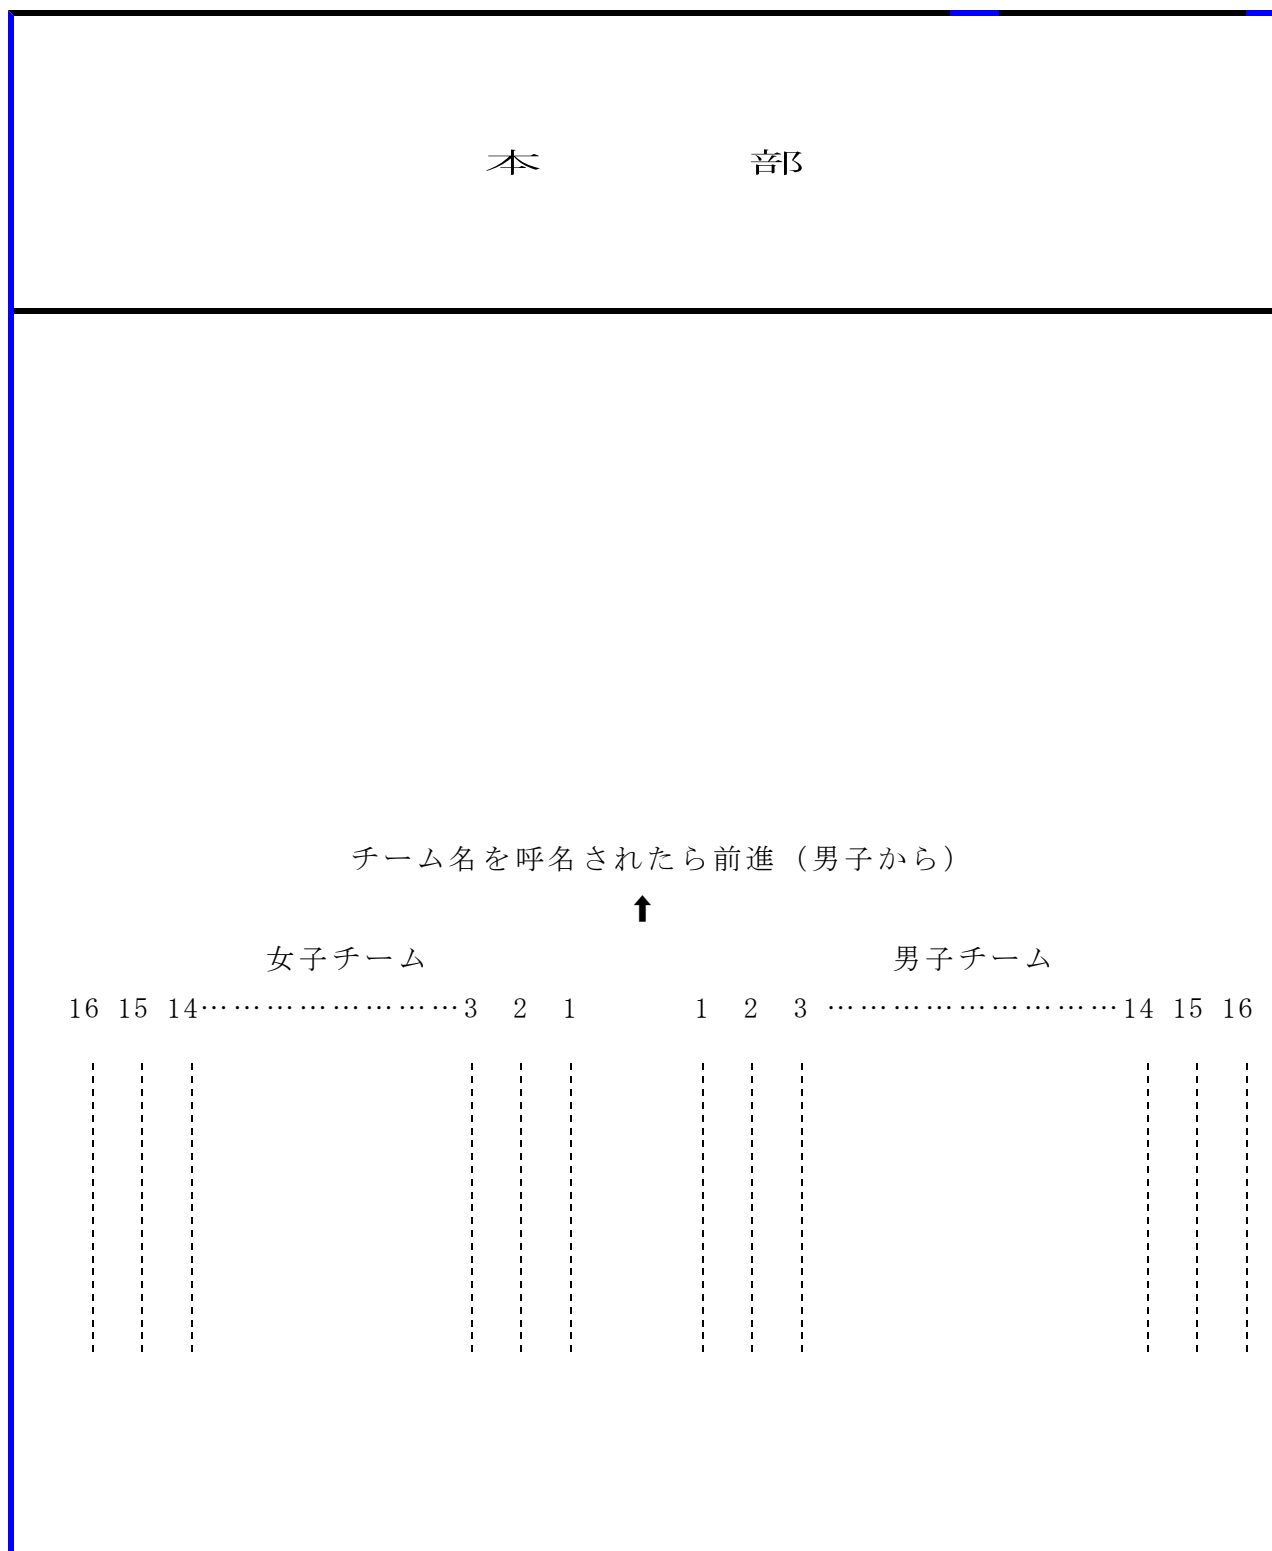 本　部
チーム名を呼名されたら前進（男子から）
⬆
女子チーム　男子チーム
16 15 14……………………3 2 1　1 2 3 ………………………14 15 16